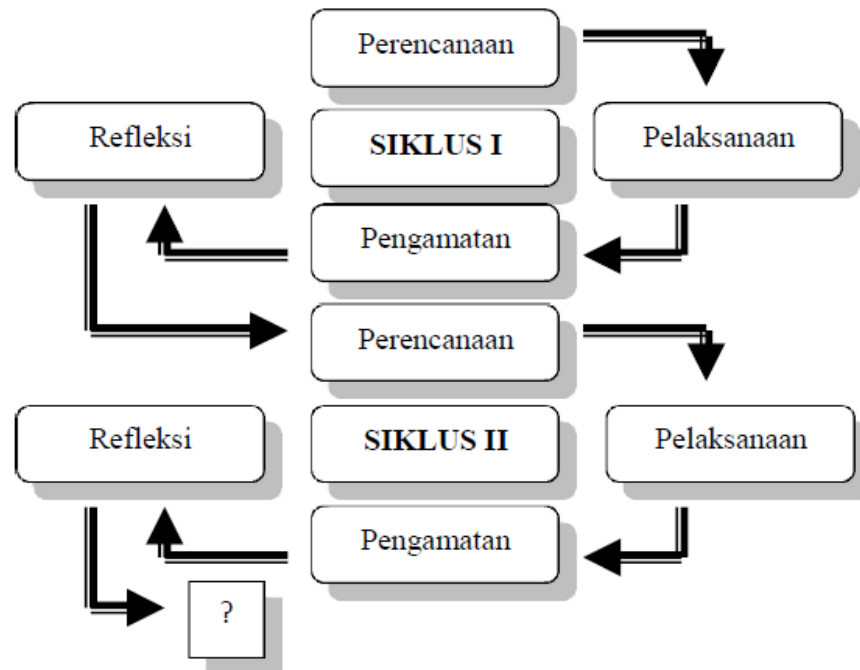 Perencanaan
Refleksi
SIKLUS I
Pelaksanaan
Pengamatan
Perencanaan
Refleksi
SIKLUS II
Pelaksanaan
Pengamatan
?